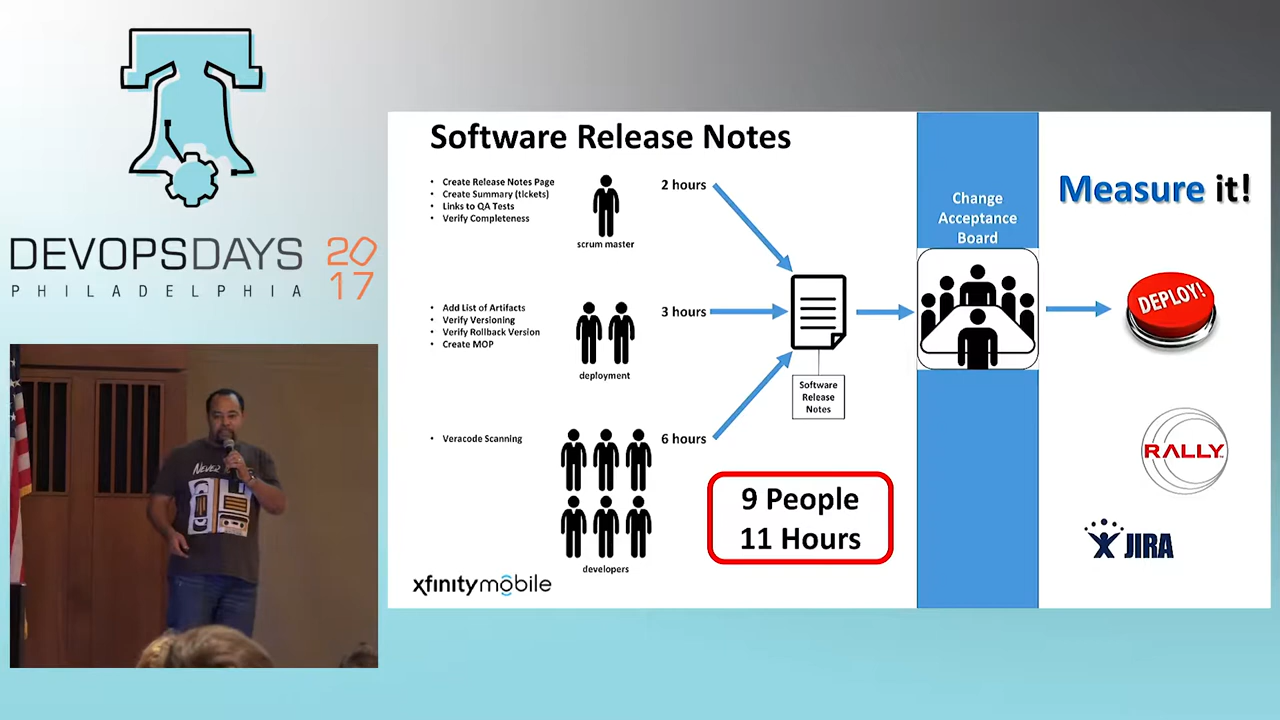 DEVOPSDAYS 2017
PHILADELPHIA
Never
Software Release Notes
• Create Release Notes Page
• Create Summary (tickets)
• Links to QA Tests
• Verify Completeness
scrum master
2 hours
• Add List of Artifacts
• Verify Versioning
• Verify Rollback Version
• Create MOP
deployment
3 hours
• Veracode Scanning
developers
6 hours
Software
Release
Notes
9 People
11 Hours
xfinity mobile
Change
Acceptance
Board
Measure it!
DEPLOY!
RALLY
JIRA